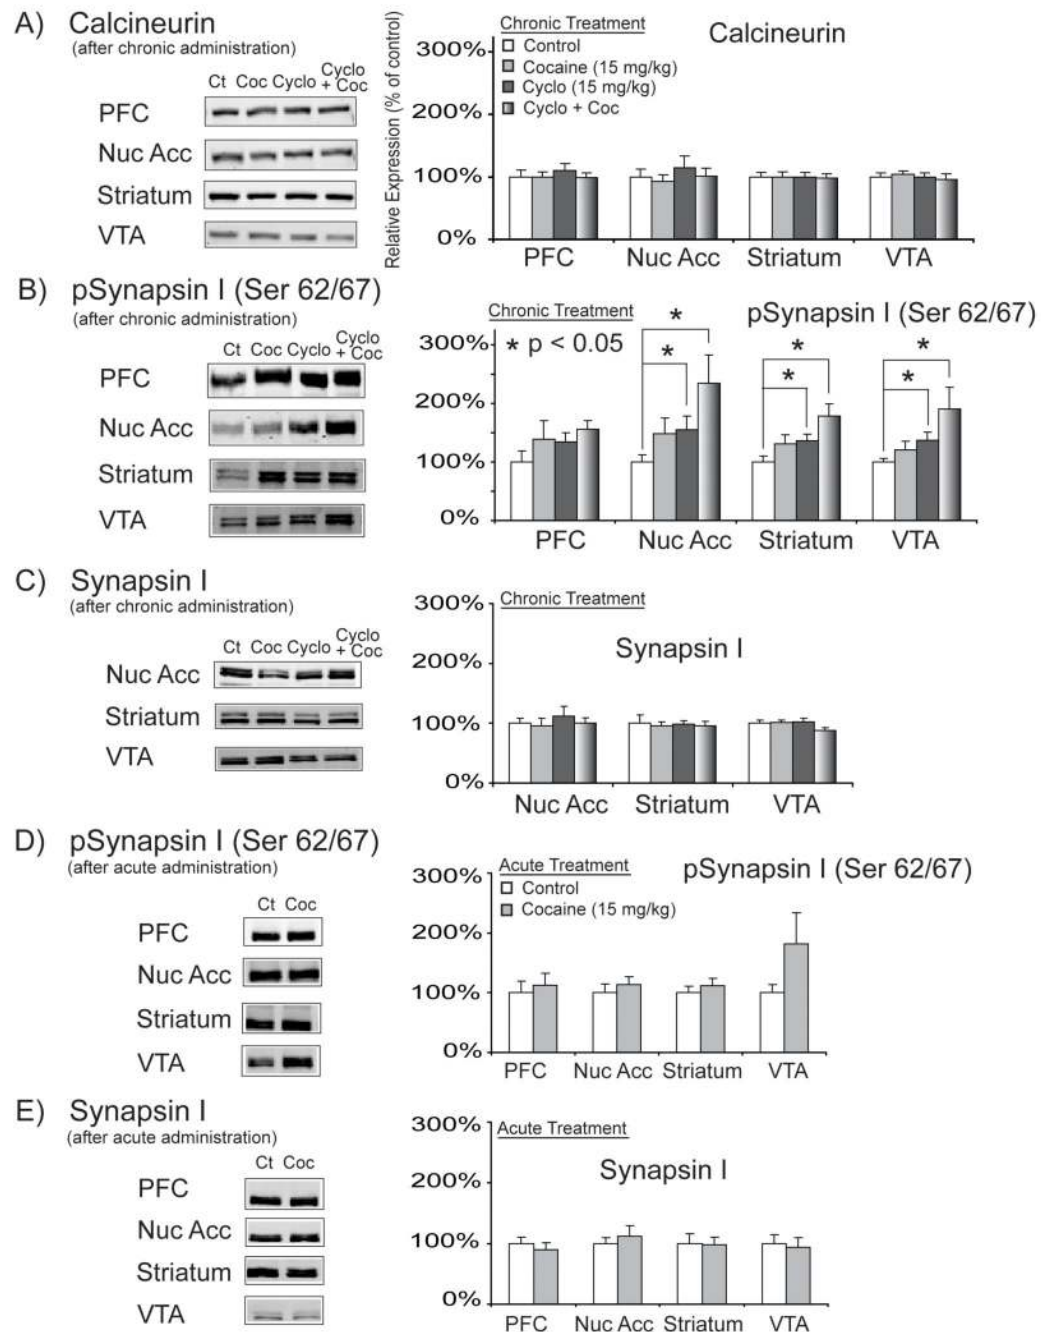 A) Calcineurin
(after chronic administration)
Ct Coc Cyclo Cyclo + Coc
PFC
Nuc Acc
Striatum
VTA
Relative Expression (% of control)
300%
200%
100%
0%
Chronic Treatment
Control
Cocaine (15 mg/kg)
Cyclo (15 mg/kg)
Cyclo + Coc
Calcineurin
PFC Nuc Acc Striatum VTA
B) pSynapsin I (Ser 62/67)
(after chronic administration)
Ct Coc Cyclo Cyclo + Coc
PFC
Nuc Acc
Striatum
VTA
300%
200%
100%
0%
Chronic Treatment
* p < 0.05
pSynapsin I (Ser 62/67)
* * * * * *
PFC Nuc Acc Striatum VTA
C) Synapsin I
(after chronic administration)
Ct Coc Cyclo Cyclo + Coc
Nuc Acc
Striatum
VTA
300%
200%
100%
0%
Chronic Treatment
Synapsin I
Nuc Acc Striatum VTA
D) pSynapsin I (Ser 62/67)
(after acute administration)
Ct Coc
PFC
Nuc Acc
Striatum
VTA
300%
200%
100%
0%
Acute Treatment
Control
Cocaine (15 mg/kg)
pSynapsin I (Ser 62/67)
PFC Nuc Acc Striatum VTA
E) Synapsin I
(after acute administration)
Ct Coc
PFC
Nuc Acc
Striatum
VTA
300%
200%
100%
0%
Acute Treatment
Synapsin I
PFC Nuc Acc Striatum VTA